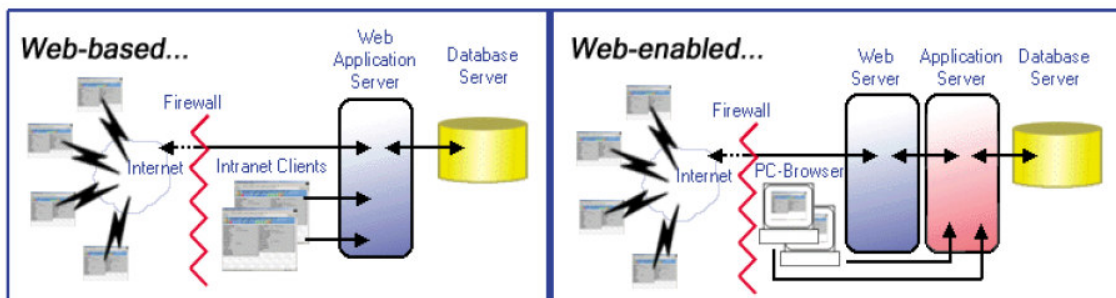 Web-based...
Web
Application
Server
Database
Server
Firewall
Internet
Intranet Clients
Web-enabled...
Web
Server
Application
Server
Database
Server
Firewall
Internet
PC-Browser